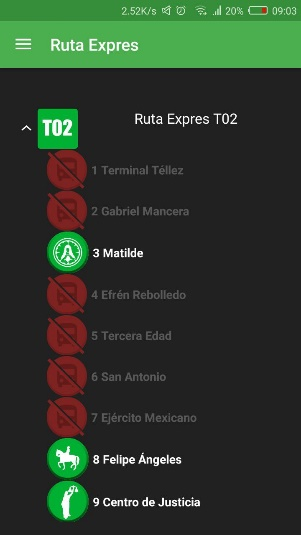 2.52K/s 20% 09:03
Ruta Expres
T02 Ruta Expres T02
1 Terminal Téllez
2 Gabriel Mancera
3 Matilde
4 Efrén Rebolledo
5 Tercera Edad
6 San Antonio
7 Ejército Mexicano
8 Felipe Ángeles
9 Centro de Justicia